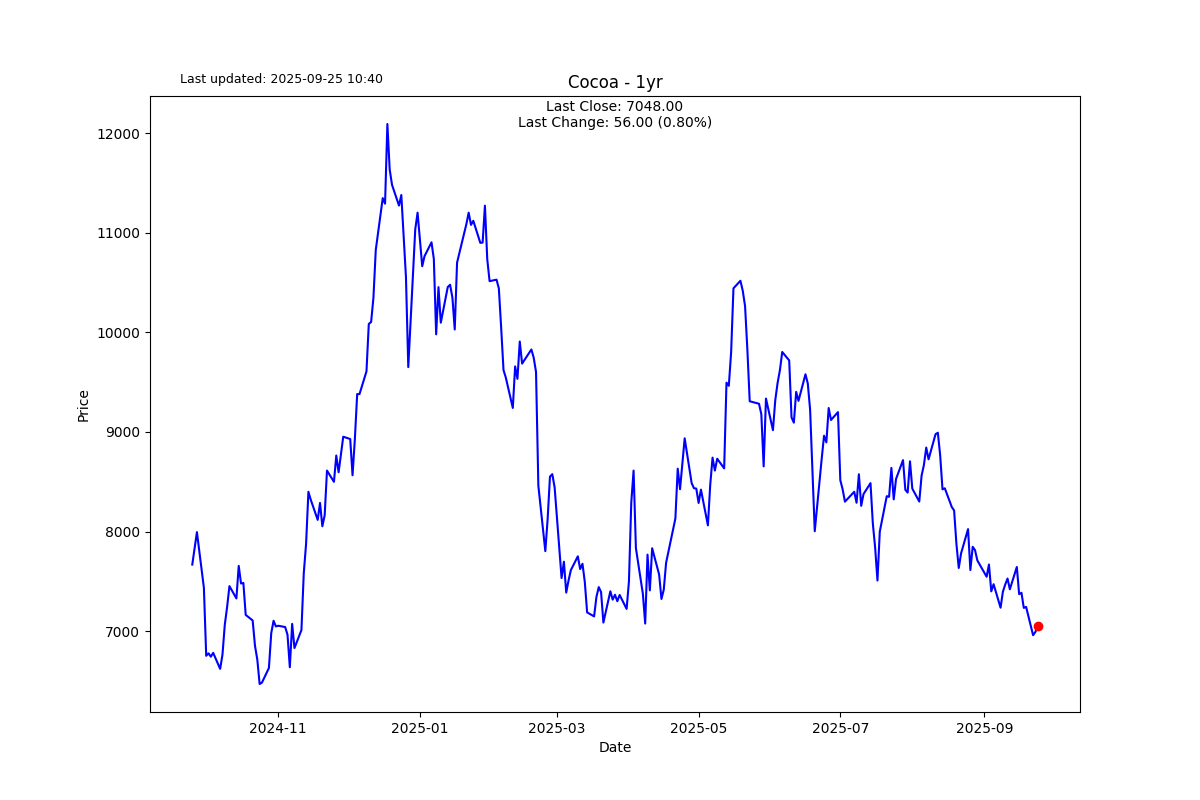 Last updated: 2025-09-25 10:40
Cocoa - 1yr
Last Close: 7048.00
Last Change: 56.00 (0.80%)
12000
11000
10000
9000
8000
7000
Price
2024-11
2025-01
2025-03
2025-05
2025-07
2025-09
Date